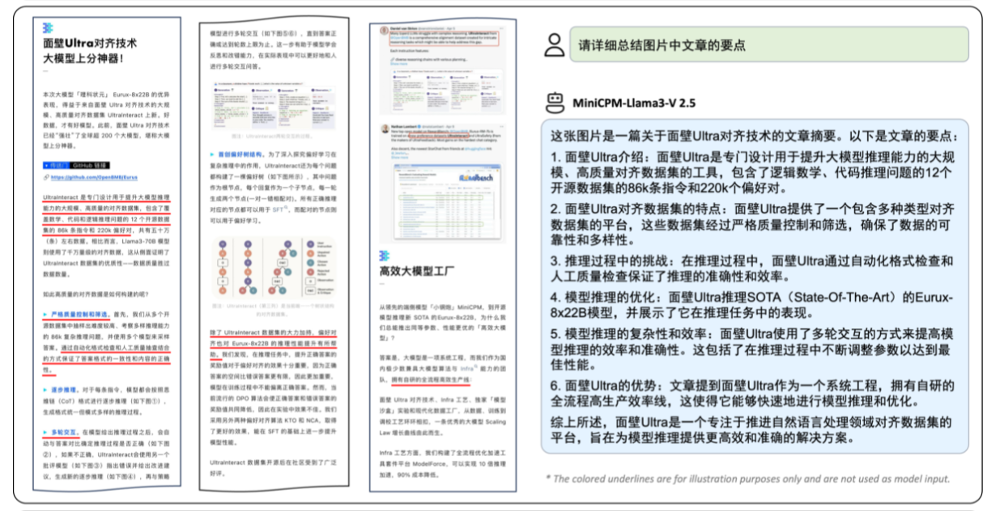 面壁Ultra对齐技术
大模型上分神器！
本次大模型「理科状元」 Eurux-8x22B 的优异
表现，得益于来自面壁 Ultra 对齐技术的大规
模、高质量对齐数据集 UltraInteract 上新。好
数据，才有好模型。此前，面壁 Ultra 对齐技术
已经“强壮”了全球超 200 个大模型，堪称大模
型上分神器。
GitHub 链接
https://github.com/OpenBMB/Eurus
UltraInteract 是专门设计用于提升大模型推理
能力的大规模、高质量的对齐数据集，包含了覆
盖数学、代码和逻辑推理问题的 12 个开源数据
集的 86k 条指令和 220k 偏好对，共有五十万
（条）左右数据。相比而言，Llama3-70B 模型
则使用了千万量级的对齐数据，这从侧面证明了
UltraInteract 数据集的优质性——数据质量胜过
数据数量。
如此高质量的对齐数据是如何构建的呢？
严格质量控制和筛选。首先，我们从多个开
源数据集中抽样出难度较高、考察多样推理能力
的 86k 复杂推理问题，并使用多个模型来采样
答案。通过自动化格式检查和人工质量抽查结合
的方式保证了答案格式的一致性和内容的正确
性。
逐步推理。对于每条指令，模型都会按照思
维链（CoT）格式进行逐步推理（如下图①），
生成格式统一但模式多样的推理过程。
多轮交互。在模型给出推理过程之后，会自
动与答案对比确定推理过程是否正确（如下图
②），如果不正确，UltraInteract会使用另一个
批评模型（如下图③）指出错误并给出改进建
议，生成新的逐步推理（如下图④），再与策略
模型进行多轮交互（如下图⑤⑥），直到答案正
确或达到轮数上限为止。这一步有助于模型学会
反思和改错能力，在实际表现中可以更好地和人
进行多轮交互问答。
首创偏好树结构。为了深入探究偏好学习在
复杂推理中的作用，UltraInteract还为每个问题
都构建了一棵偏好树（如下图所示），其中问题
作为根节点，每个回复作为一个子节点，每一轮
生成两个节点(一对一错相配对)。所有正确推理
对应的节点都可以用于 SFT，而配对的节点则
可以用于偏好学习。
除了 UltraInteract 数据集的大力加持，偏好对
齐也对 Eurux-8x22B 的推理性能提升有所帮
助。我们发现，在推理任务中，提升正确答案的
奖励值对于偏好对齐的效果十分重要，因为正确
答案的空间比错误答案更有限，因此更加重要，
模型在训练过程中不能偏离正确答案。然而，当
前流行的 DPO 算法会使正确答案和错误答案的
奖励值共同降低，因此在实验中效果不佳。我们
采用另外两种偏好对齐算法 KTO 和 NCA，取得
了更好的效果，能在 SFT 的基础上进一步提升
模型性能。
UltraInteract 数据集开源后在社区受到了广泛
好评。
高效大模型工厂
从领先的端侧模型「小钢炮」MiniCPM，到开源
模型推理新 SOTA 的Eurux-8x22B，为什么我
们总能推出同等参数、性能更优的「高效大模
型」？
答案是，大模型是一项系统工程，而我们作为国
内极少数兼具大模型算法与 Infra 能力的团
队，拥有自研的全流程高效生产线：
面壁 Ultra 对齐技术、Infra 工艺、独家「模型
沙盒」实验和现代化数据工厂，从数据、训练到
调校工艺环环相扣，一条优秀的大模型 Scaling
Law 增长曲线由此而生。
Infra 工艺方面，我们构建了全流程优化加速工
具套件平台 ModelForce，可以实现 10 倍推理
加速，90% 成本降低。
请详细总结图片中文章的要点
MiniCPM-Llama3-V 2.5
这张图片是一篇关于面壁Ultra对齐技术的文章摘要。以下是文章的要点：
1. 面壁Ultra介绍：面壁Ultra是专门设计用于提升大模型推理能力的大规
模、高质量对齐数据集的工具，包含了逻辑数学、代码推理问题的12个
开源数据集的86k条指令和220k个偏好对。
2. 面壁Ultra对齐数据集的特点：面壁Ultra提供了一个包含多种类型对齐
数据集的平台，这些数据集经过严格质量控制和筛选，确保了数据的可
靠性和多样性。
3. 推理过程中的挑战：在推理过程中，面壁Ultra通过自动化格式检查和
人工质量检查保证了推理的准确性和效率。
4. 模型推理的优化：面壁Ultra推理SOTA（State-Of-The-Art）的Eurux-
8x22B模型，并展示了它在推理任务中的表现。
5. 模型推理的复杂性和效率：面壁Ultra使用了多轮交互的方式来提高模
型推理的效率和准确性。这包括了在推理过程中不断调整参数以达到最
佳性能。
6. 面壁Ultra的优势：文章提到面壁Ultra作为一个系统工程，拥有自研的
全流程高生产效率线，这使得它能够快速地进行模型推理和优化。
综上所述，面壁Ultra是一个专注于推进自然语言处理领域对齐数据集的
平台，旨在为模型推理提供更高效和准确的解决方案。
* The colored underlines are for illustration purposes only and are not used as model input.